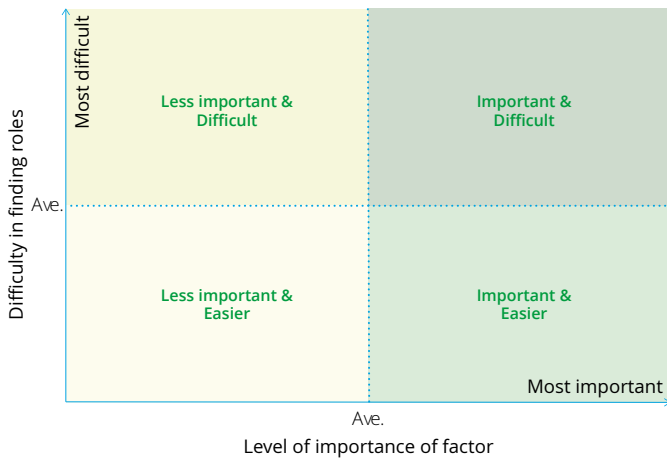 Difficulty in finding roles
Most difficult
Less important &
Difficult
Important &
Difficult
Ave.
Less important &
Easier
Important &
Easier
Most important
Ave.
Level of importance of factor